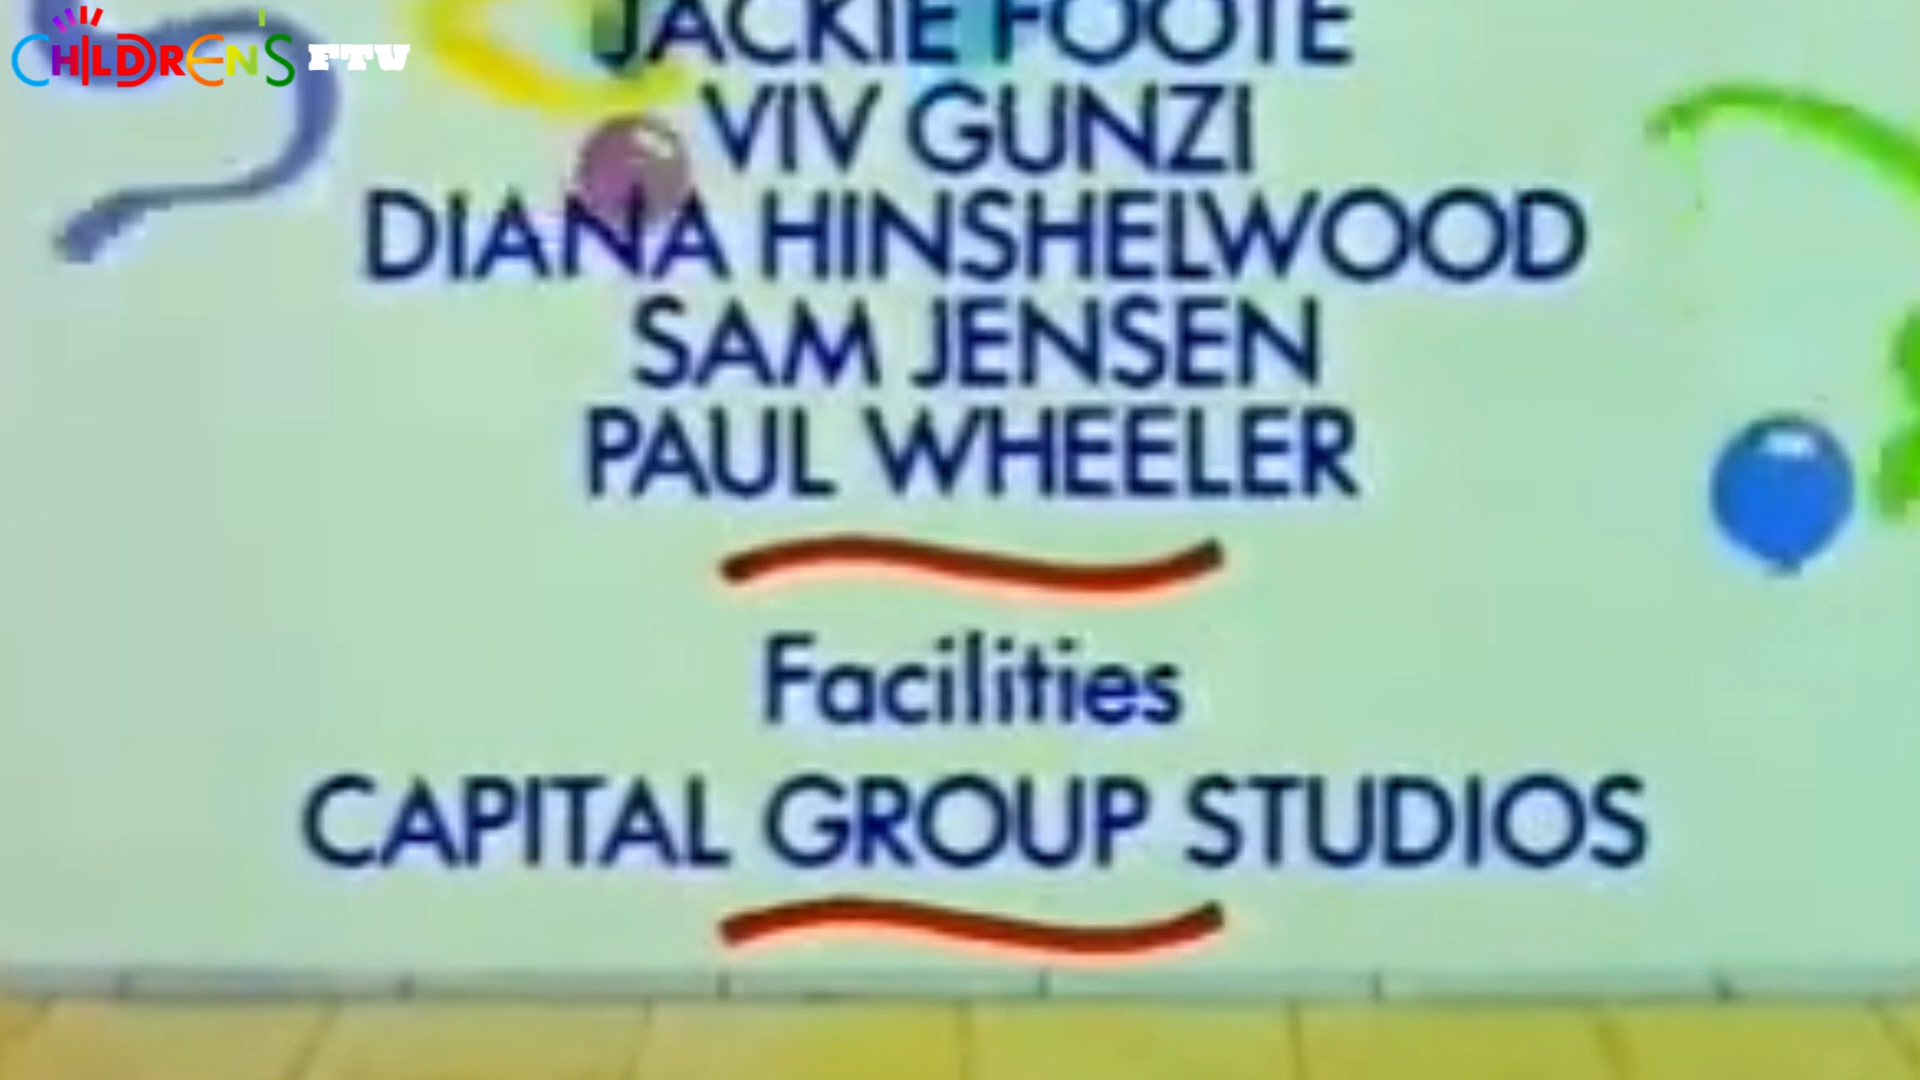 CHILDREN'S FTV
JACKIE FOOTE
VIV GUNZI
DIANA HINSHELWOOD
SAM JENSEN
PAUL WHEELER
Facilities
CAPITAL GROUP STUDIOS